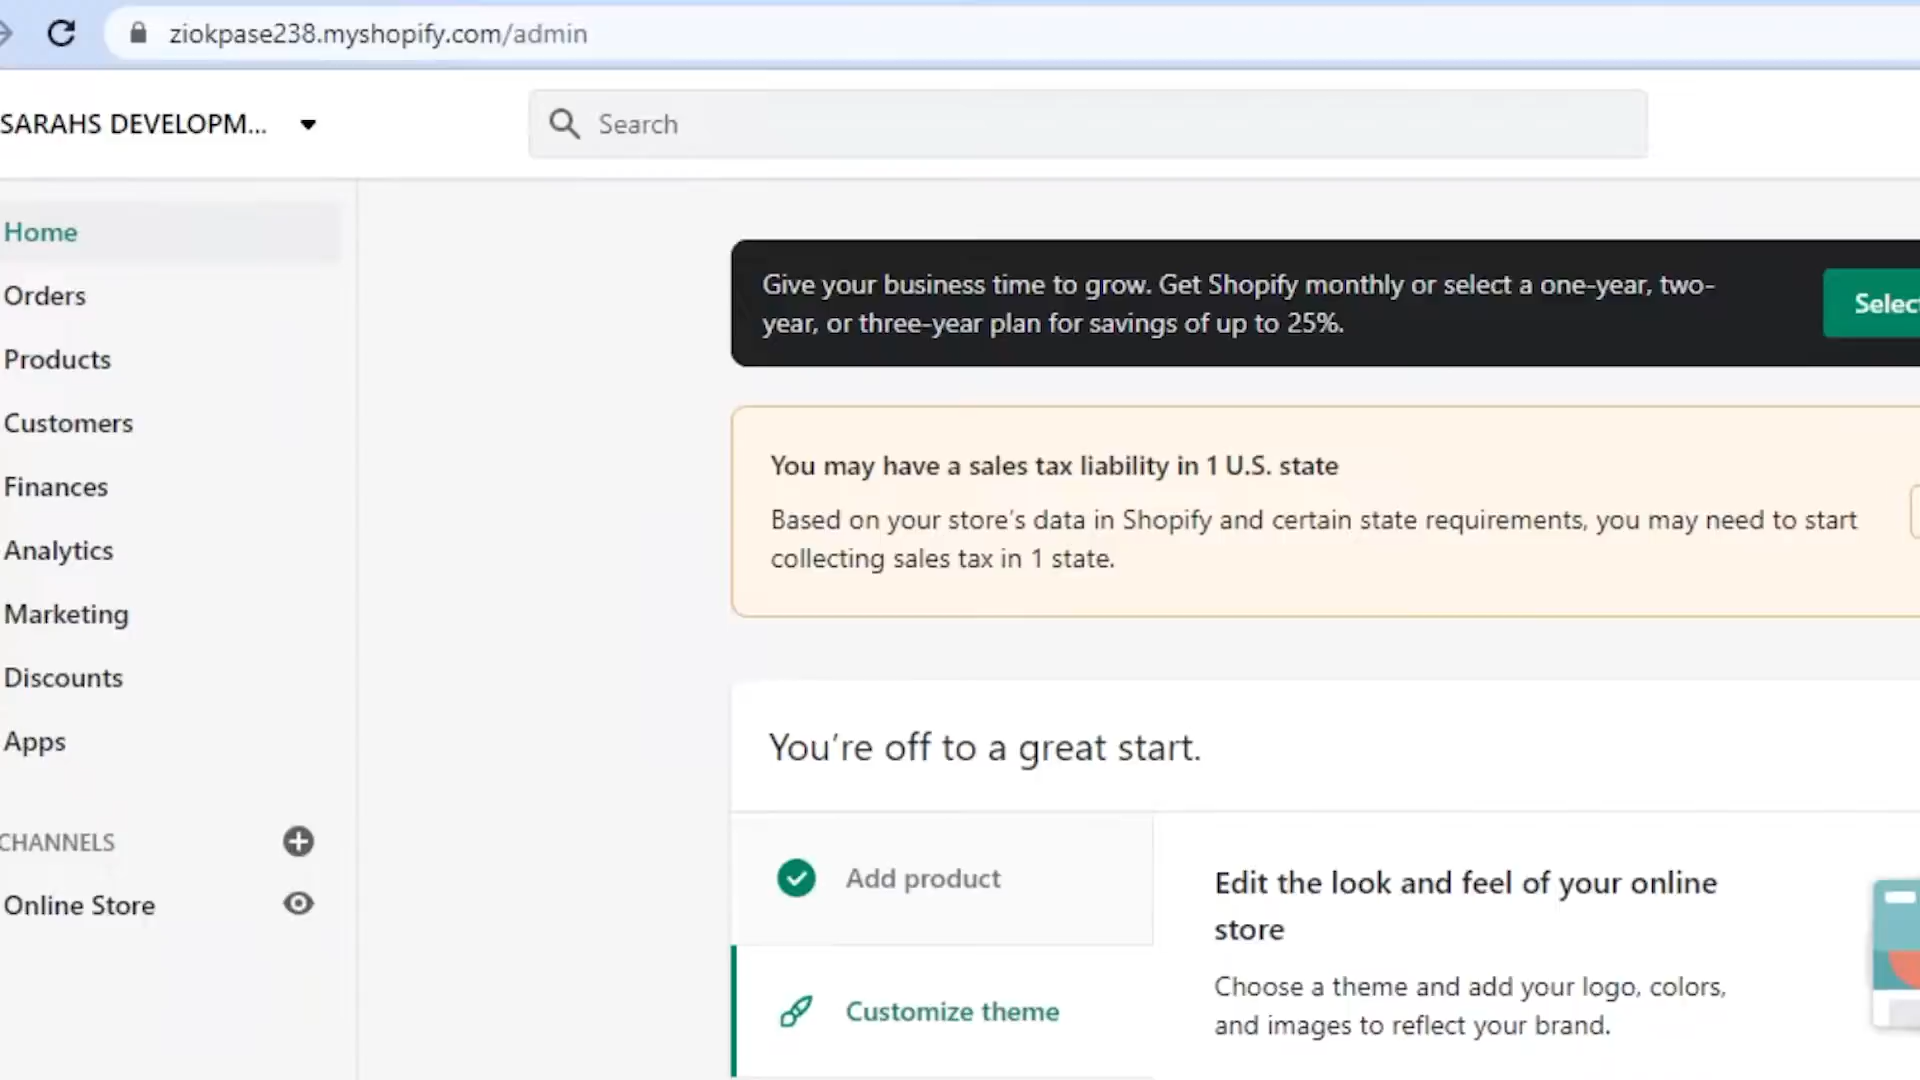 ziokpase238.myshopify.com/admin
SARAHS DEVELOPM...
Search
Home
Orders
Products
Customers
Finances
Analytics
Marketing
Discounts
Apps
CHANNELS
Online Store
Give your business time to grow. Get Shopify monthly or select a one-year, two-
year, or three-year plan for savings of up to 25%.
Select
You may have a sales tax liability in 1 U.S. state
Based on your store's data in Shopify and certain state requirements, you may need to start
collecting sales tax in 1 state.
You're off to a great start.
Add product
Customize theme
Edit the look and feel of your online
store
Choose a theme and add your logo, colors,
and images to reflect your brand.